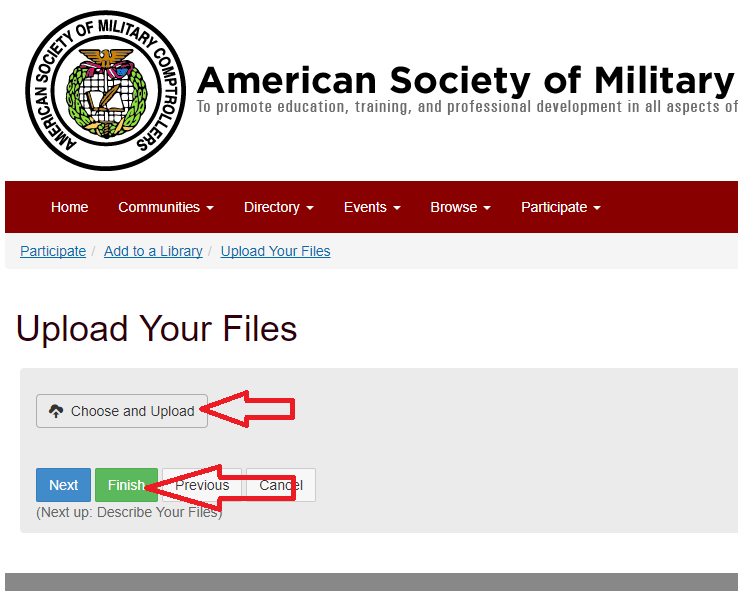 AMERICAN SOCIETY OF MILITARY COMPTROLLERS
American Society of Military
To promote education, training, and professional development in all aspects of
Home Communities Directory Events Browse Participate
Participate / Add to a Library / Upload Your Files
Upload Your Files
Choose and Upload
Next Finish Previous Cancel
(Next up: Describe Your Files)